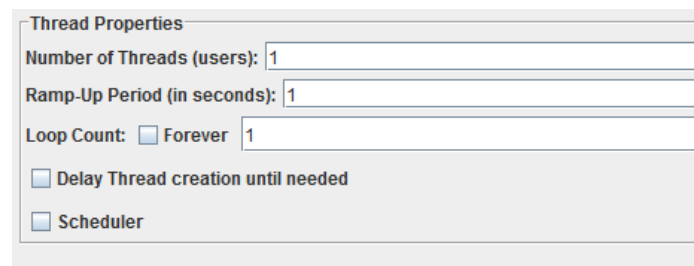 Thread Properties
Number of Threads (users): 1
Ramp-Up Period (in seconds): 1
Loop Count: Forever 1
Delay Thread creation until needed
Scheduler